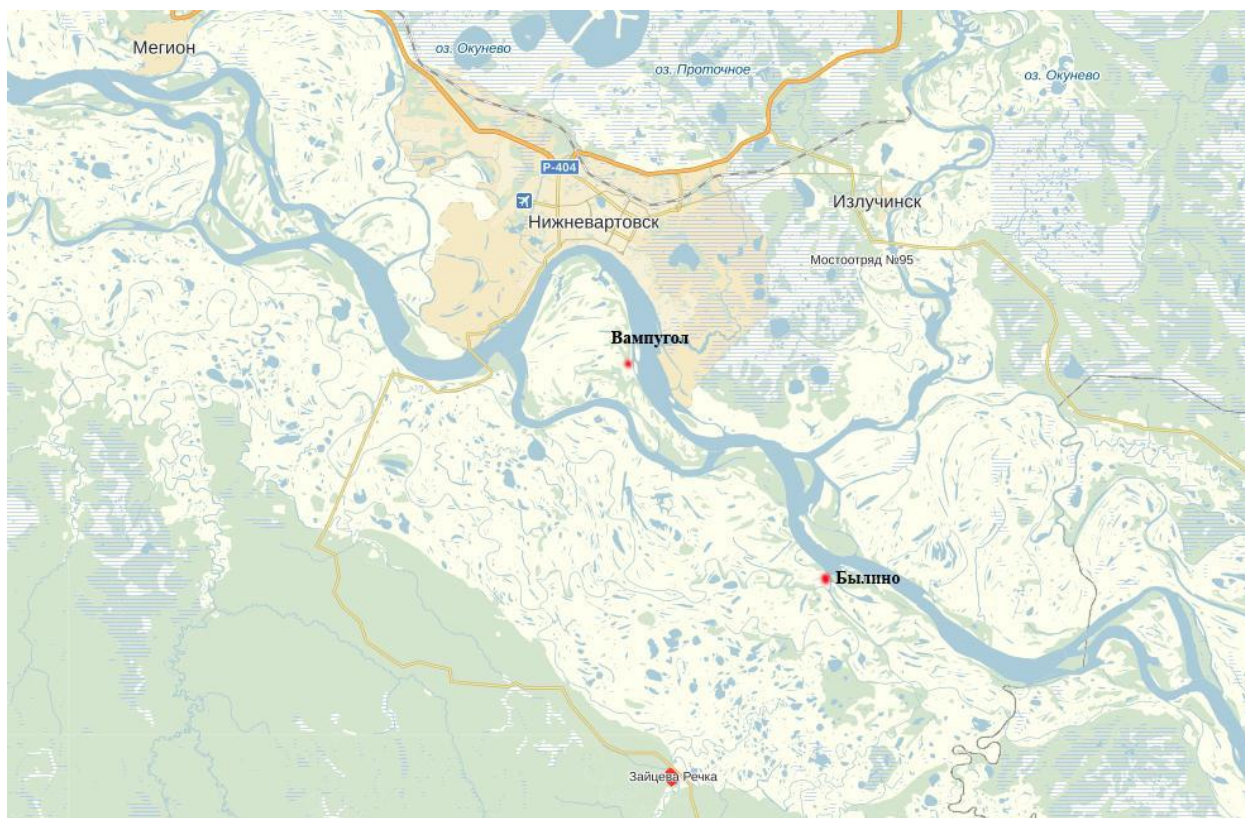 Мегион
оз. Окунево
оз. Проточное
оз. Окунево
Р-404
Излучинск
Нижневартовск
Мостоотряд №95
Вампугол
Былино
Зайцева Речка